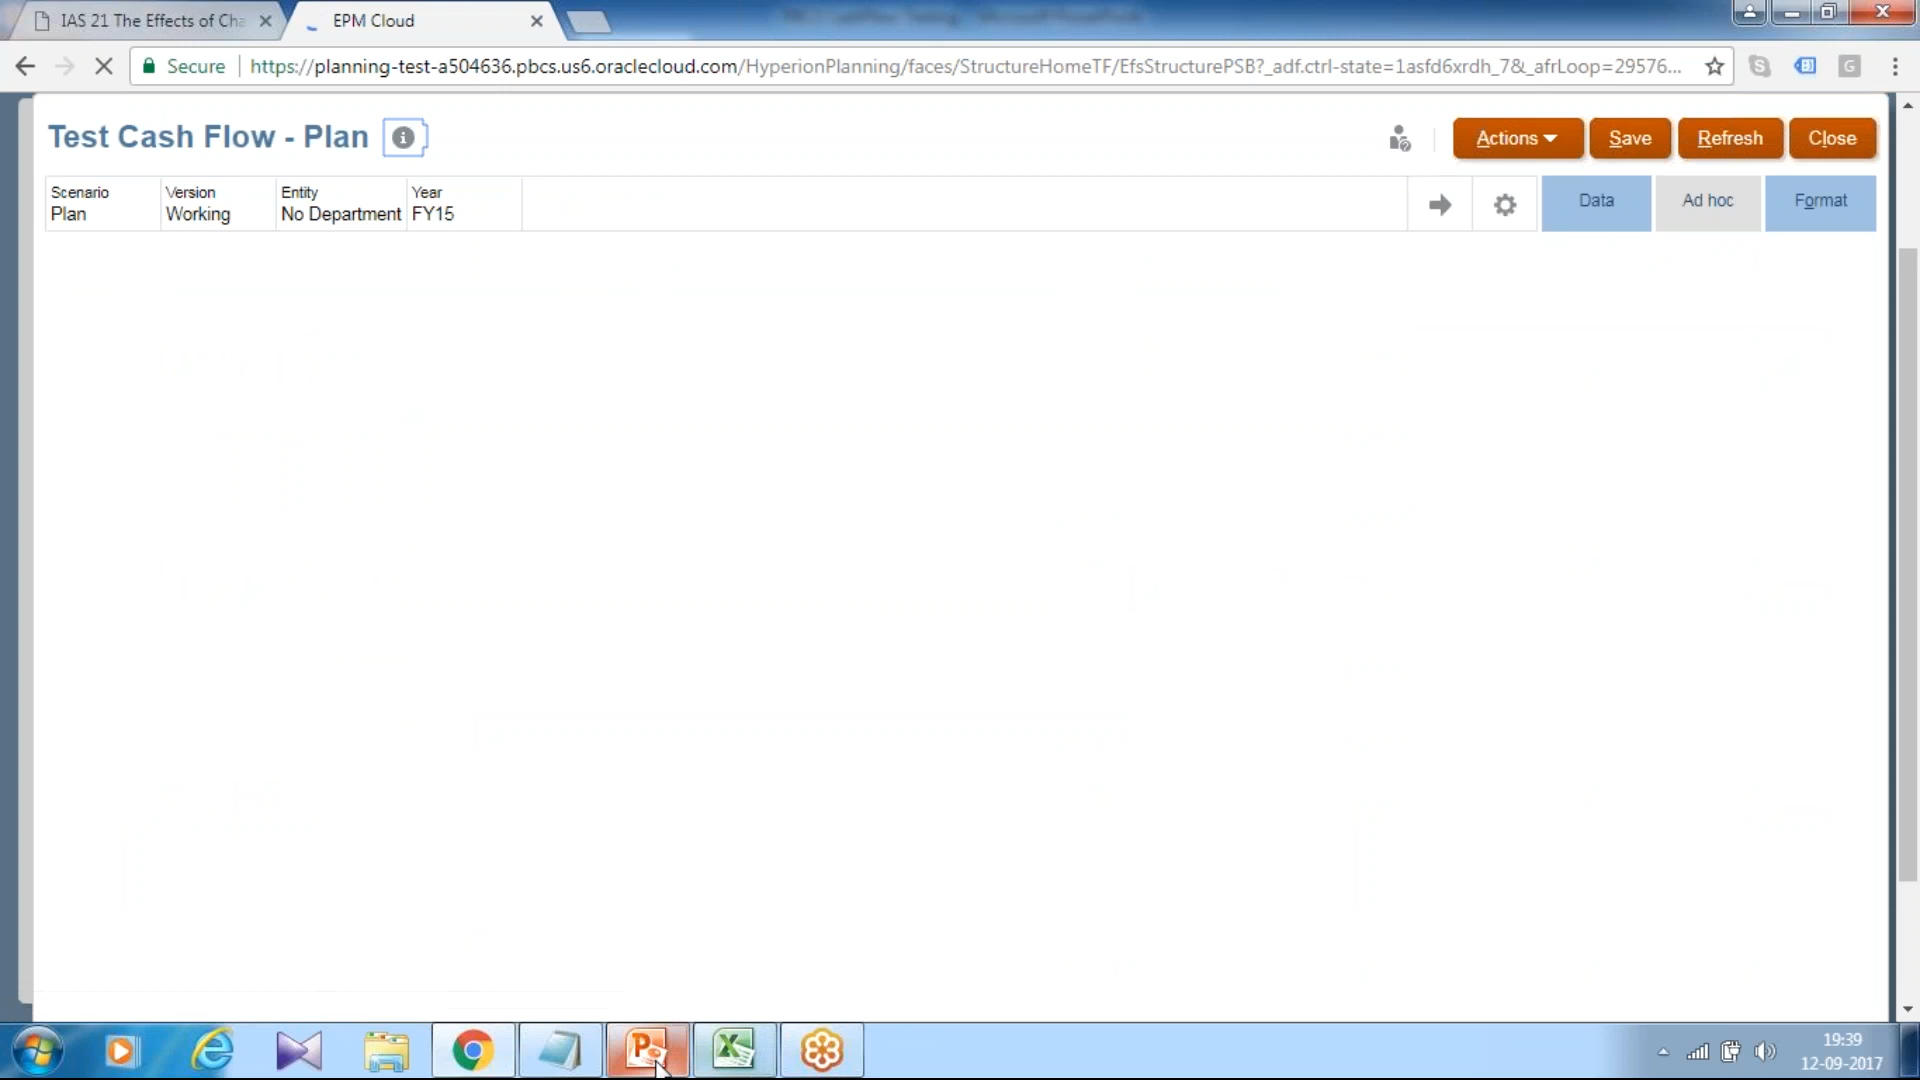 IAS 21 The Effects of Cha
EPM Cloud
Secure
https://planning-test-a504636.pbcs.us6.oraclecloud.com/HyperionPlanning/faces/StructureHomeTF/EfsStructurePSB?_adf.ctrl-state=1asfd6xrdh_7&_afrLoop=29576...
Test Cash Flow - Plan
Actions Save Refresh Close
Scenario Version Entity Year
Plan Working No Department FY15
Data Ad hoc Format
19:39
12-09-2017